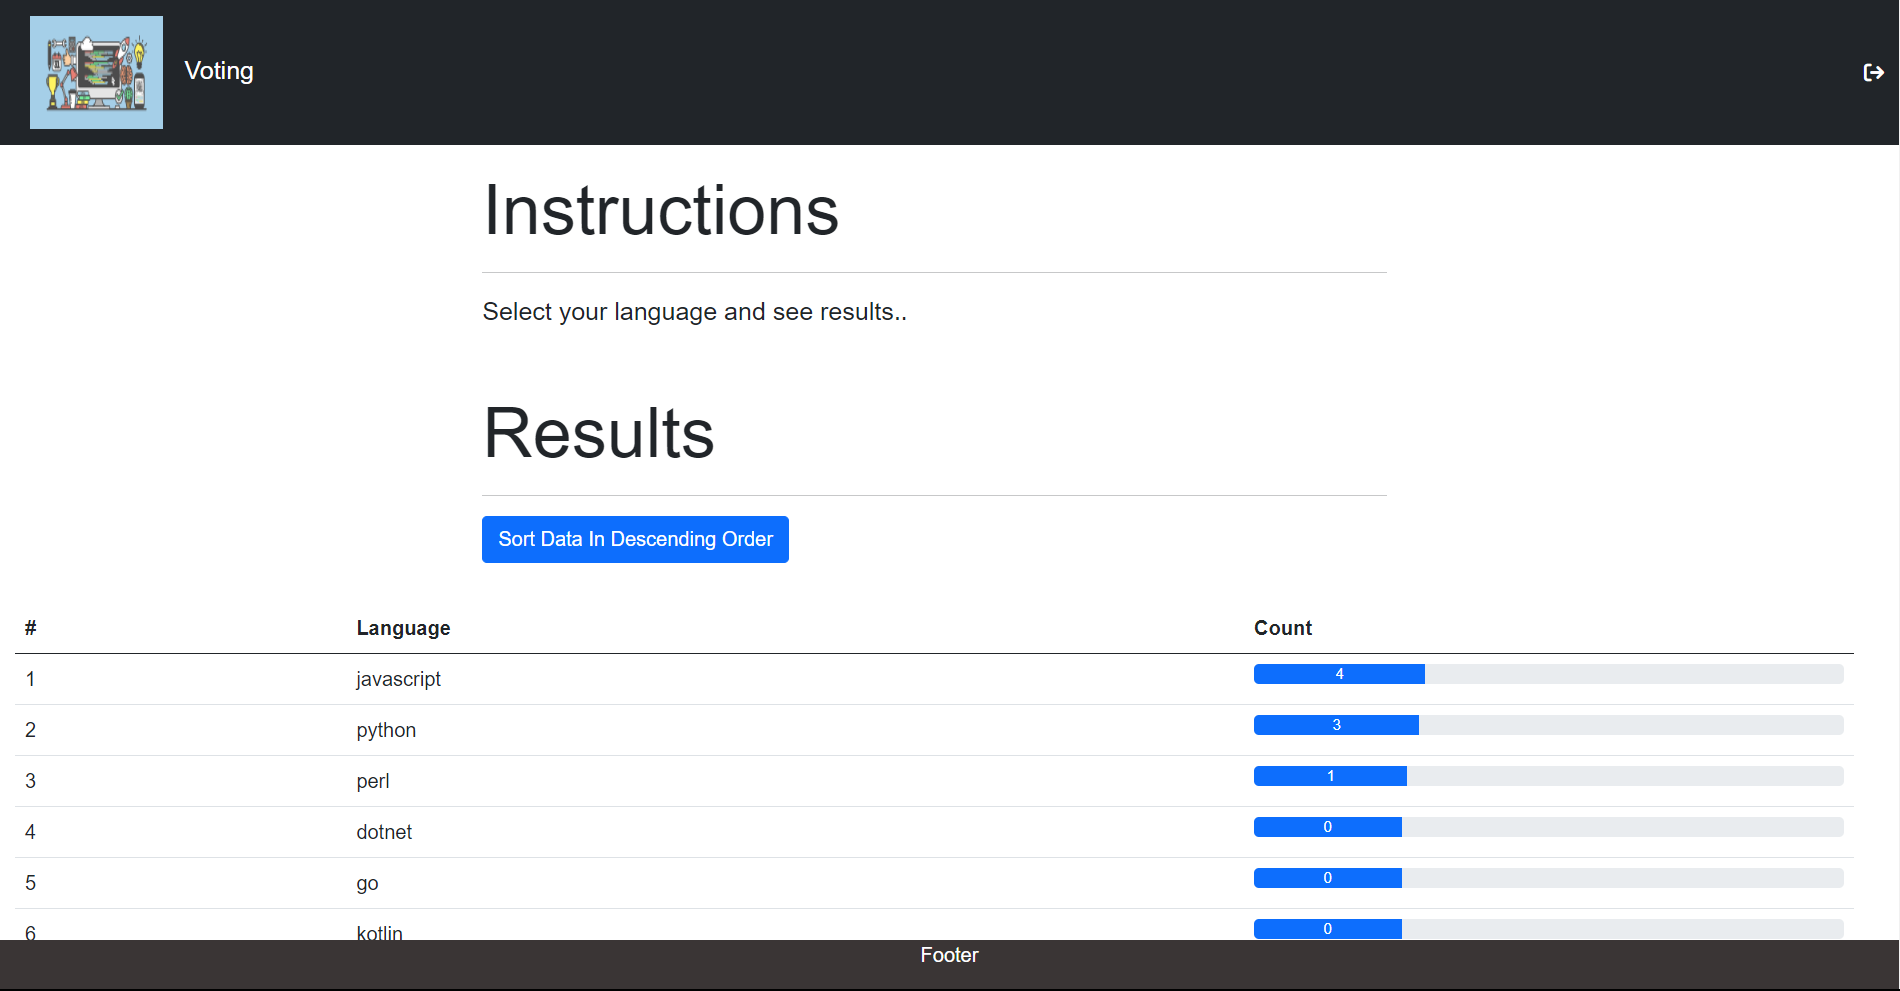 Voting
Instructions
Select your language and see results..
Results
Sort Data In Descending Order
# Language Count
1 javascript 4
2 python 3
3 perl 1
4 dotnet 0
5 go 0
6 kotlin 0
Footer